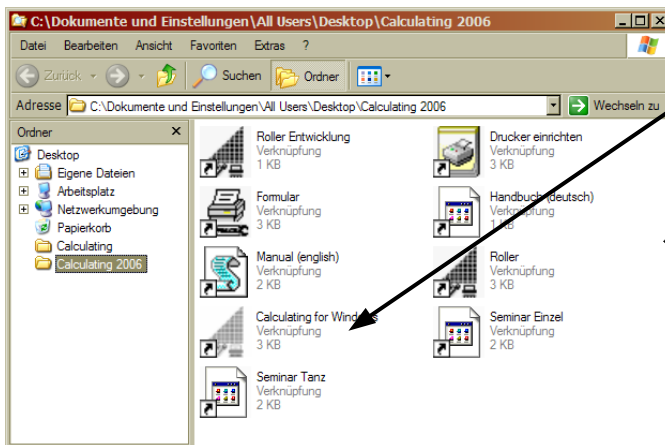 C:\Dokumente und Einstellungen\All Users\Desktop\Calculating 2006
Datei Bearbeiten Ansicht Favoriten Extras ?
Zurück Suchen Ordner
Adresse C:\Dokumente und Einstellungen\All Users\Desktop\Calculating 2006 Wechseln zu
Ordner
Desktop
Eigene Dateien
Arbeitsplatz
Netzwerkumgebung
Papierkorb
Calculating
Calculating 2006
Roller Entwicklung
Verknüpfung
1 KB
Drucker einrichten
Verknüpfung
3 KB
Formular
Verknüpfung
3 KB
Handbuch (deutsch)
Verknüpfung
1 KB
Manual (english)
Verknüpfung
2 KB
Roller
Verknüpfung
3 KB
Calculating for Windows
Verknüpfung
3 KB
Seminar Einzel
Verknüpfung
2 KB
Seminar Tanz
Verknüpfung
2 KB